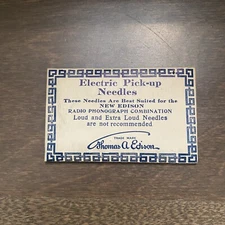 Electric Pick-up
Needles
These Needles Are Best Suited for the
NEW EDISON
RADIO PHONOGRAPH COMBINATION
Loud and Extra Loud Needles
are not recommended
TRADE MARK
Thomas A Edison